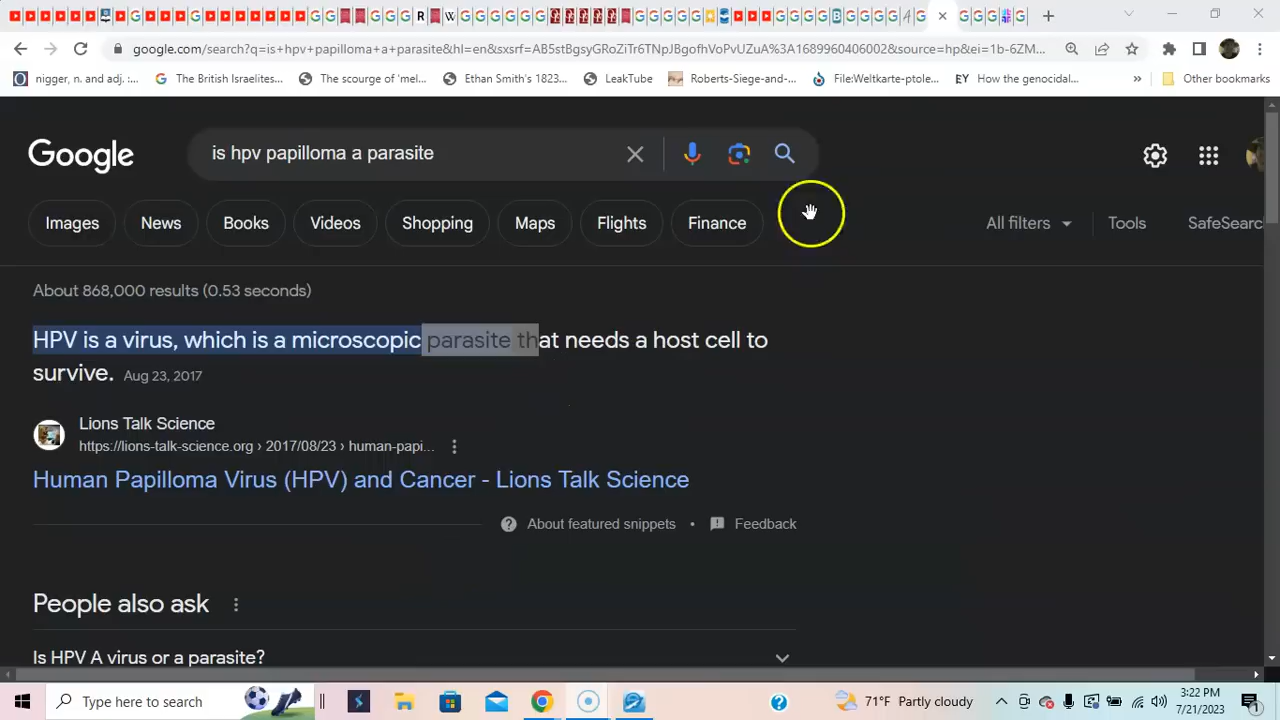 google.com/search?q=is+hpv+papilloma+a+parasite&hl=en&sxsrf=AB5stBgsyGRoZiTr6TNpJBgofhVoPvUZuA%3A1689960406002&source=hp&ei=1b-6ZM...
nigger, n. and adj. :...
The British Israelites...
The scourge of 'mel...
Ethan Smith's 1823...
LeakTube
Roberts-Siege-and-...
File:Weltkarte-ptole...
EY How the genocidal...
» Other bookmarks
Google
is hpv papilloma a parasite
Images News Books Videos Shopping Maps Flights Finance
All filters Tools SafeSearc
About 868,000 results (0.53 seconds)
HPV is a virus, which is a microscopic parasite that needs a host cell to
survive. Aug 23, 2017
Lions Talk Science
https://lions-talk-science.org › 2017/08/23 › human-papi...
Human Papilloma Virus (HPV) and Cancer - Lions Talk Science
About featured snippets • Feedback
People also ask
Is HPV A virus or a parasite?
Type here to search
71°F Partly cloudy
3:22 PM
7/21/2023